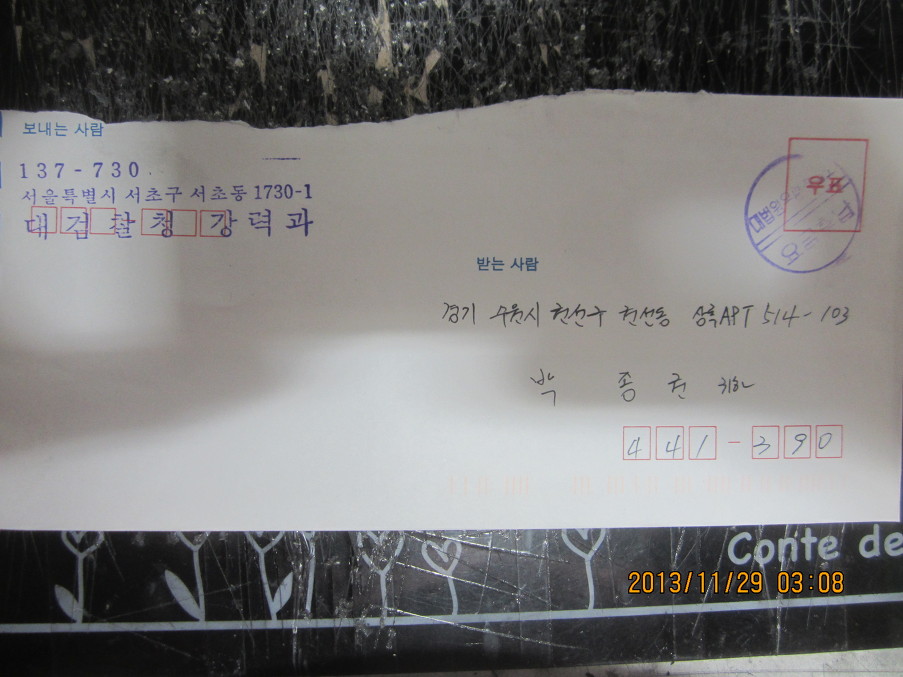 보내는 사람
137-730
서울특별시 서초구 서초동 1730-1
대검찰청 강력과
우표
받는 사람
경기 수원시 권선구 권선동 삼호APT 514-103
박종권 귀하
441-390
Conte de
2013/11/29 03:08